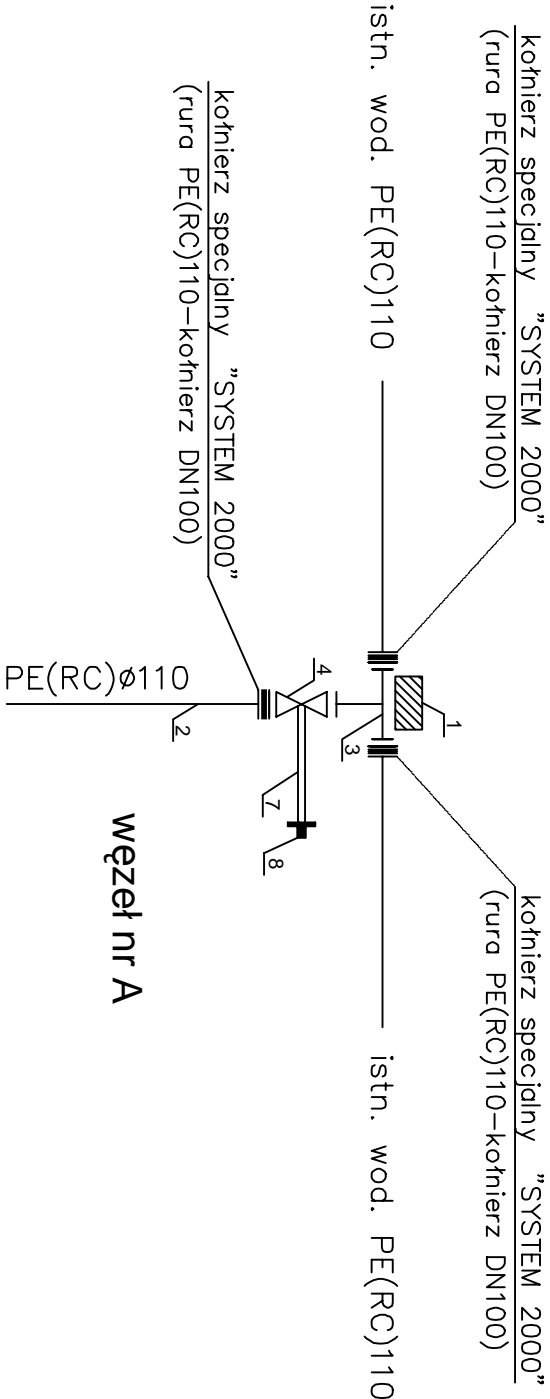 kołnierz specjalny "SYSTEM 2000"
(rura PE(RC)110-kołnierz DN100)
istn. wod. PE(RC)110
kołnierz specjalny "SYSTEM 2000"
(rura PE(RC)110-kołnierz DN100)
kołnierz specjalny "SYSTEM 2000"
(rura PE(RC)110-kołnierz DN100)
istn. wod. PE(RC)110
1
3
4
2
7
8
PE(RC)ø110
węzeł nr A